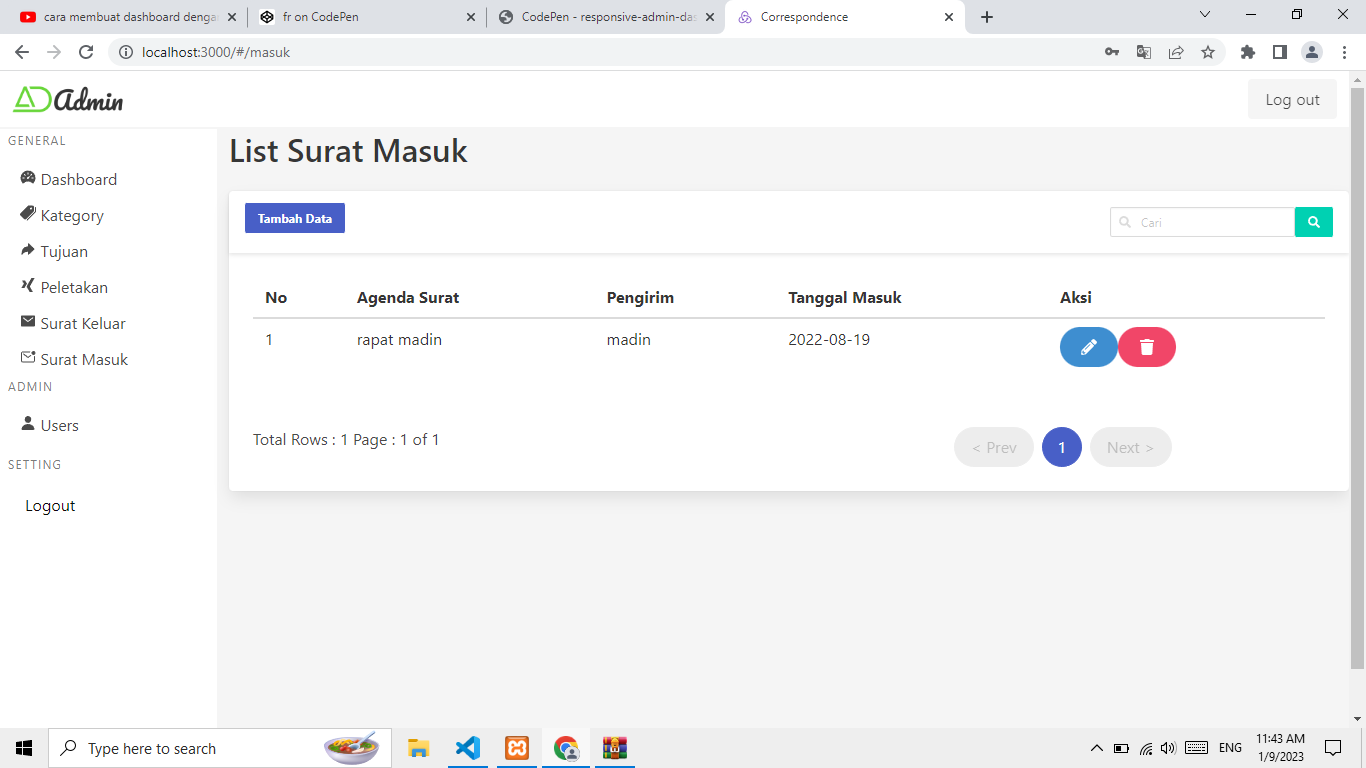 cara membuat dashboard denga
fr on CodePen
CodePen - responsive-admin-das
Correspondence
localhost:3000/#/masuk
AD Admin
Log out
GENERAL
Dashboard
Kategory
Tujuan
Peletakan
Surat Keluar
Surat Masuk
ADMIN
Users
SETTING
Logout
List Surat Masuk
Tambah Data
Cari
No Agenda Surat Pengirim Tanggal Masuk Aksi
1 rapat madin madin 2022-08-19
Total Rows : 1 Page : 1 of 1
< Prev 1 Next >
Type here to search
ENG
11:43 AM
1/9/2023